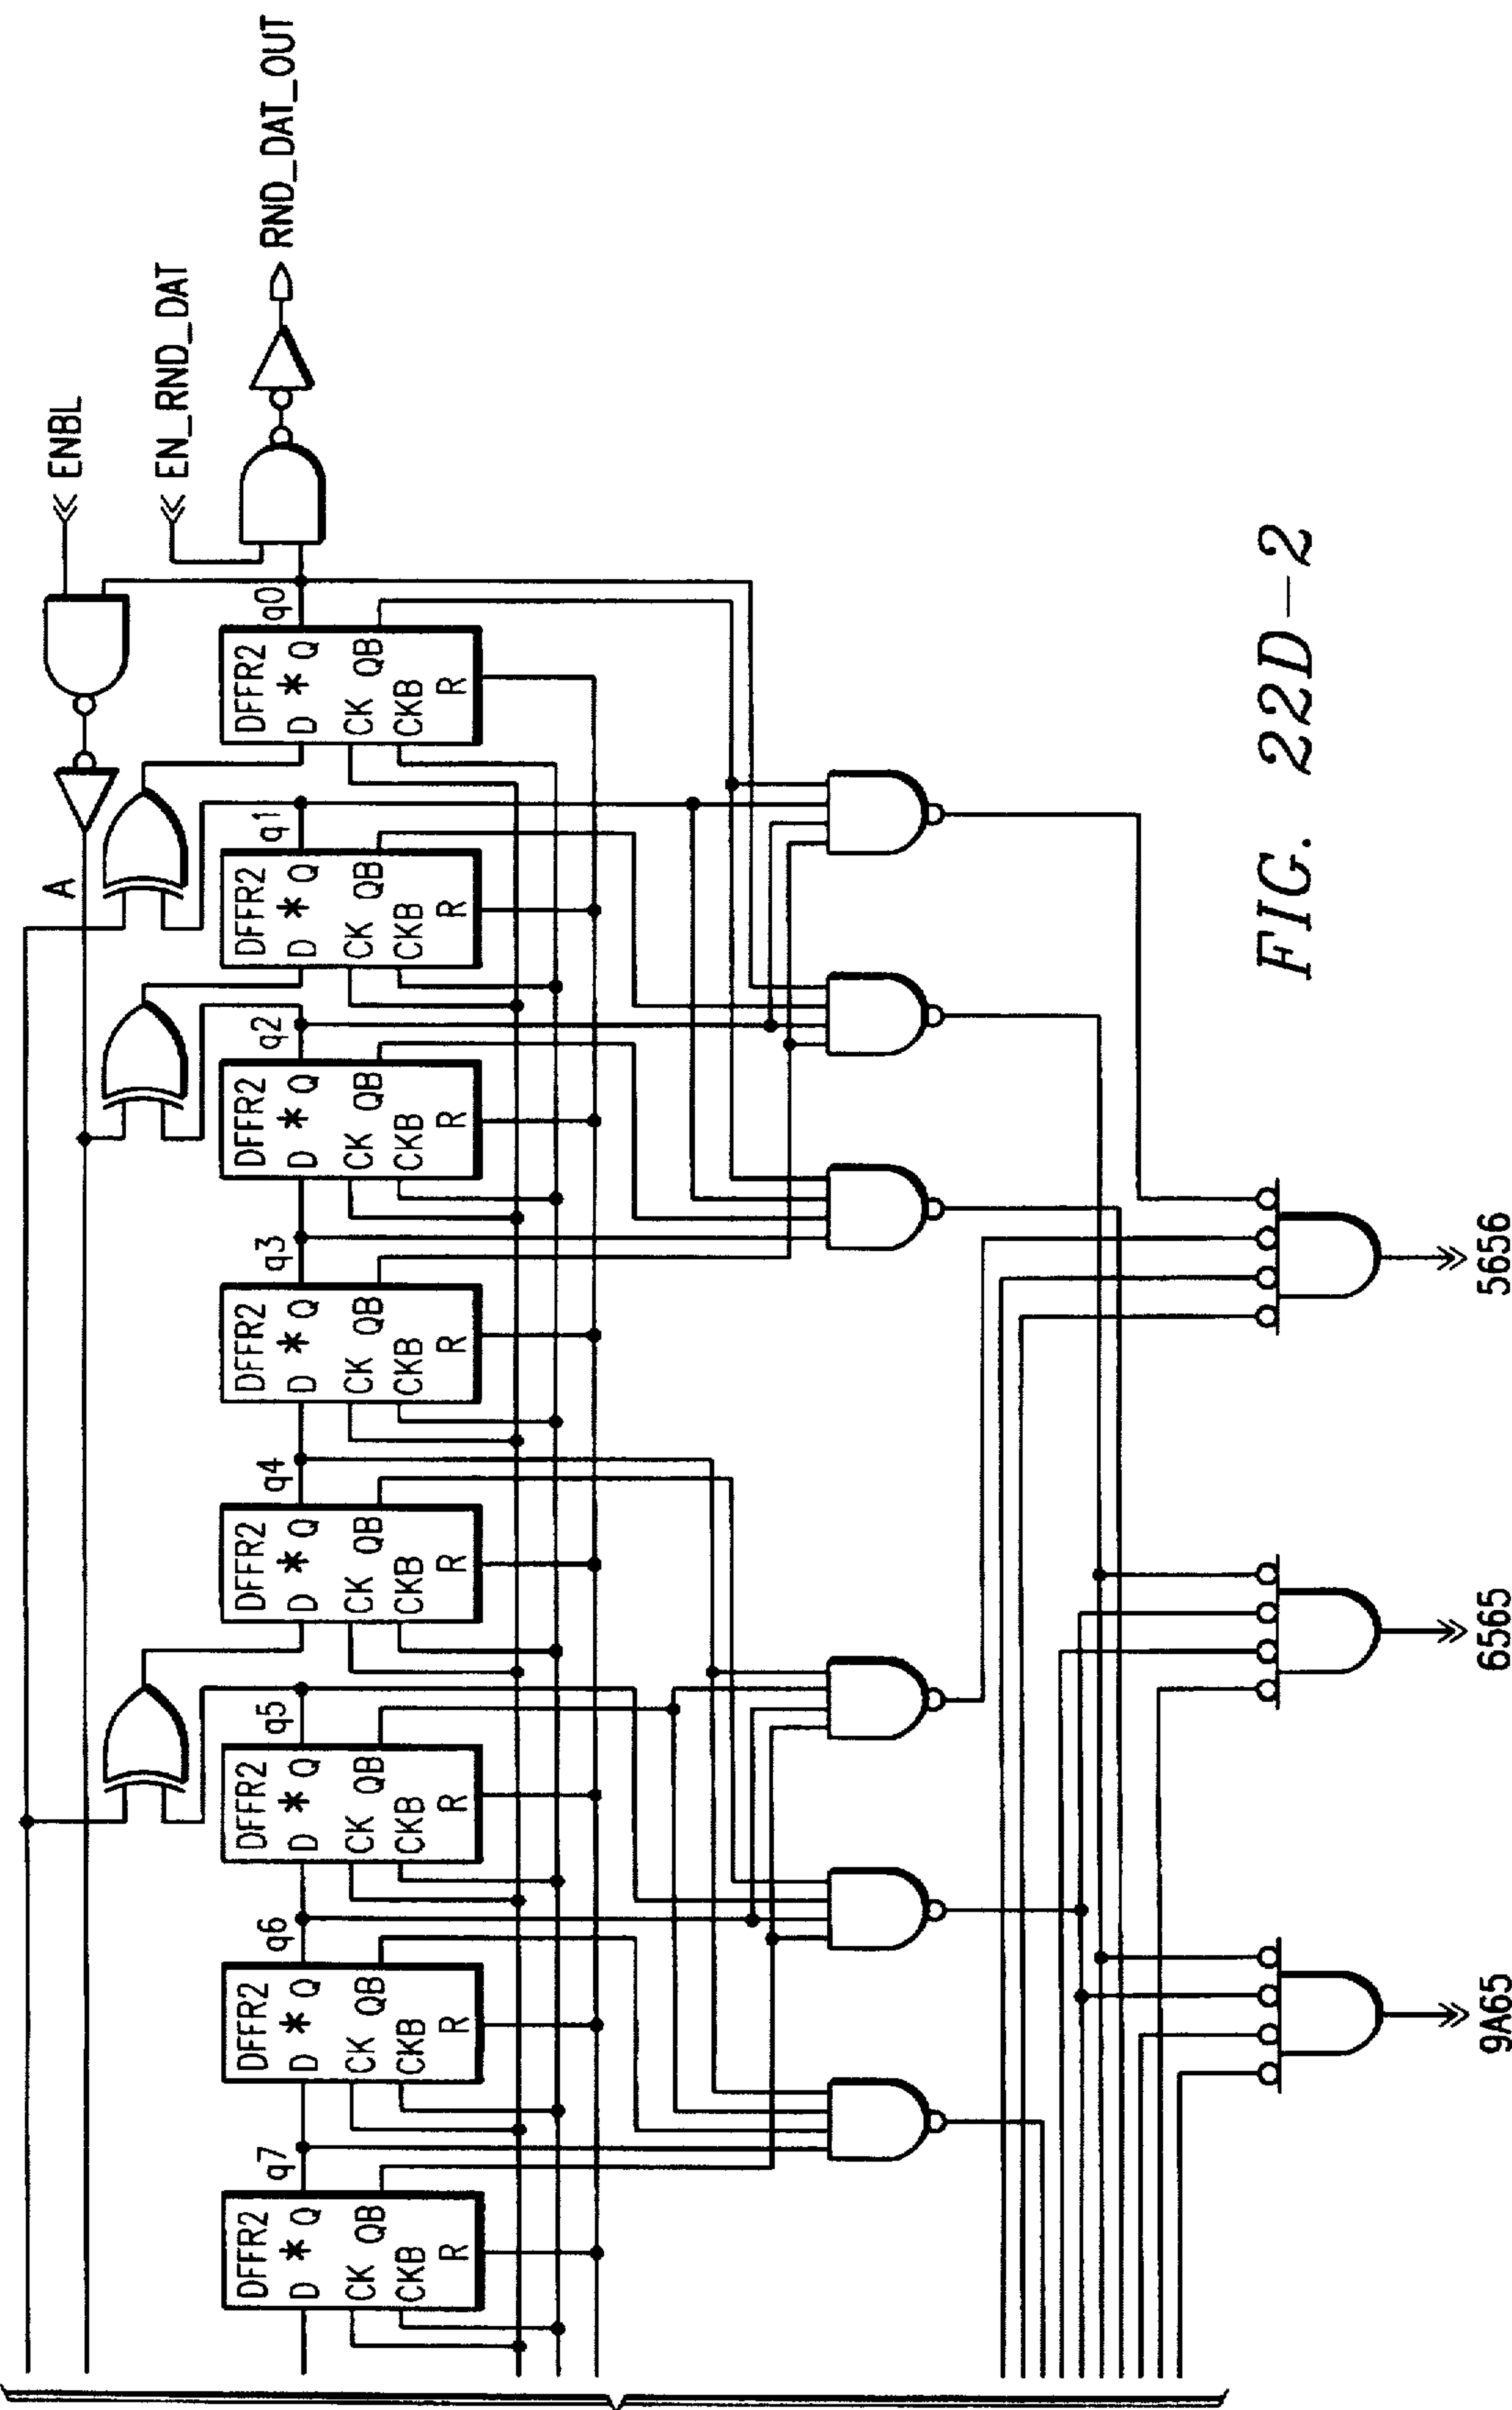 A
ENBL
EN_RND_DAT
RND_DAT_OUT
q7
q6
q5
q4
q3
q2
q1
q0
DFFR2
D * Q
CK QB
CKB
R
DFFR2
D * Q
CK QB
CKB
R
DFFR2
D * Q
CK QB
CKB
R
DFFR2
D * Q
CK QB
CKB
R
DFFR2
D * Q
CK QB
CKB
R
DFFR2
D * Q
CK QB
CKB
R
DFFR2
D * Q
CK QB
CKB
R
DFFR2
D * Q
CK QB
CKB
R
9A65
6565
5656
FIG. 22D-2